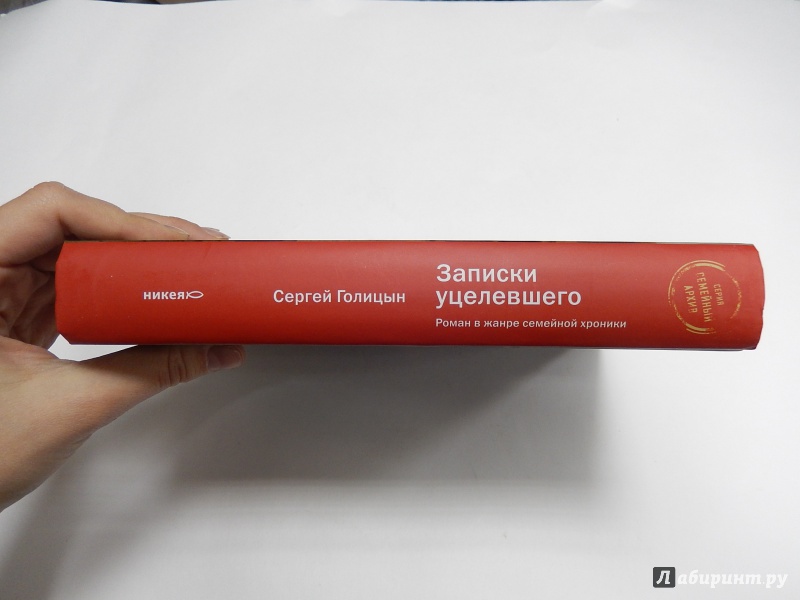 никея
Сергей Голицын
Записки
уцелевшего
Роман в жанре семейной хроники
СЕРИЯ
СЕМЕЙНЫЙ
АРХИВ
Лабиринт.ру